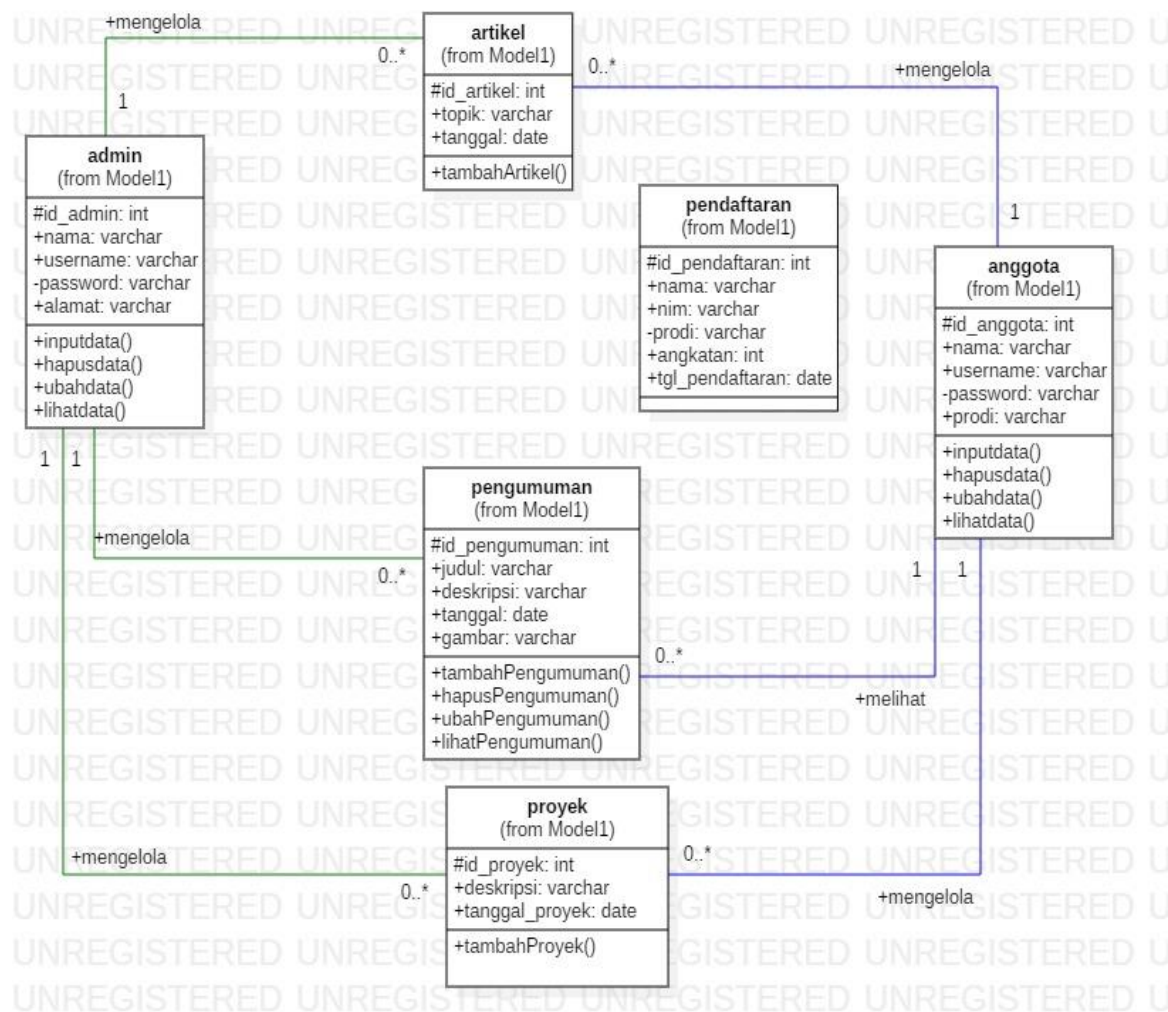 +mengelola
0..*
1
artikel
(from Model1)
#id_artikel: int
+topik: varchar
+tanggal: date
+tambahArtikel()
0..*
+mengelola
1
admin
(from Model1)
#id_admin: int
+nama: varchar
+username: varchar
-password: varchar
+alamat: varchar
+inputdata()
+hapusdata()
+ubahdata()
+lihatdata()
pendaftaran
(from Model1)
#id_pendaftaran: int
+nama: varchar
+nim: varchar
-prodi: varchar
+angkatan: int
+tgl_pendaftaran: date
anggota
(from Model1)
#id_anggota: int
+nama: varchar
+username: varchar
-password: varchar
+prodi: varchar
+inputdata()
+hapusdata()
+ubahdata()
+lihatdata()
1 1
+mengelola
0..*
pengumuman
(from Model1)
#id_pengumuman: int
+judul: varchar
+deskripsi: varchar
+tanggal: date
+gambar: varchar
+tambahPengumuman()
+hapusPengumuman()
+ubahPengumuman()
+lihatPengumuman()
1 1
0..*
+melihat
+mengelola
0..*
proyek
(from Model1)
#id_proyek: int
+deskripsi: varchar
+tanggal_proyek: date
+tambahProyek()
0..*
+mengelola
UNREGISTERED